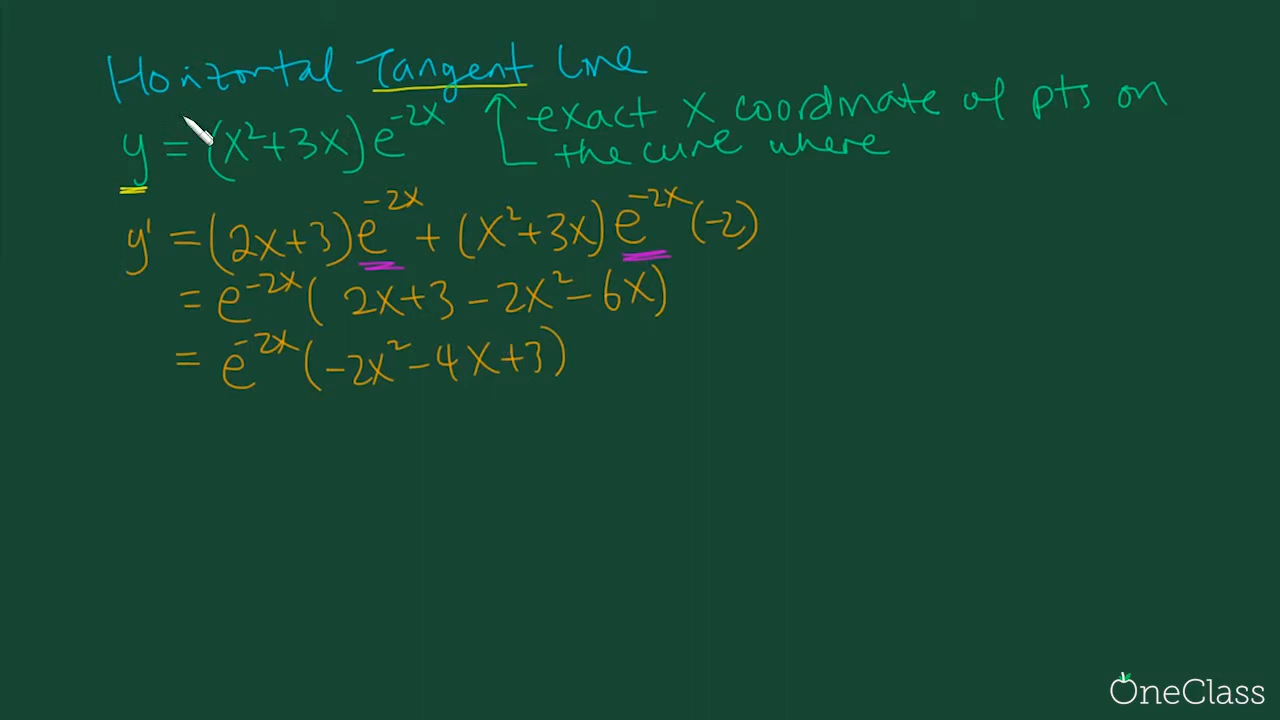 Horizontal Tangent Line
y = (x²+3x)e^{-2x} exact x coordinate of pts on
the curve where
y' = (2x+3)e^{-2x} + (x²+3x)e^{-2x}(-2)
= e^{-2x}(2x+3-2x²-6x)
= e^{-2x}(-2x²-4x+3)
OneClass